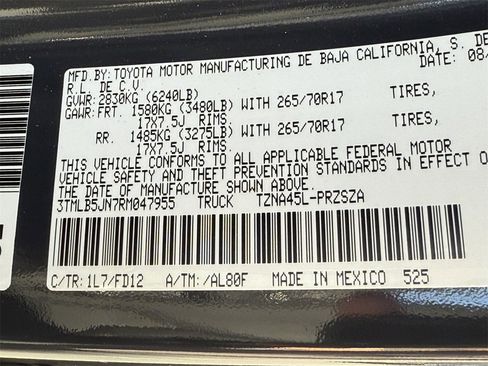 MFD.BY: TOYOTA MOTOR MANUFACTURING DE BAJA CALIFORNIA, S. DE
R.L. DE C.V. DATE: 08/
GVWR: 2830KG (6240LB)
GAWR: FRT. 1580KG (3480LB) WITH 265/70R17 TIRES,
17X7.5J RIMS.
RR. 1485KG (3275LB) WITH 265/70R17 TIRES,
17X7.5J RIMS.
THIS VEHICLE CONFORMS TO ALL APPLICABLE FEDERAL MOTOR
VEHICLE SAFETY AND THEFT PREVENTION STANDARDS IN EFFECT O
THE DATE OF MANUFACTURE SHOWN ABOVE.
3TMLB5JN7RM047955 TRUCK TZNA45L-PRZSZA
C/TR: 1L7/FD12 A/TM: /AL80F MADE IN MEXICO 525